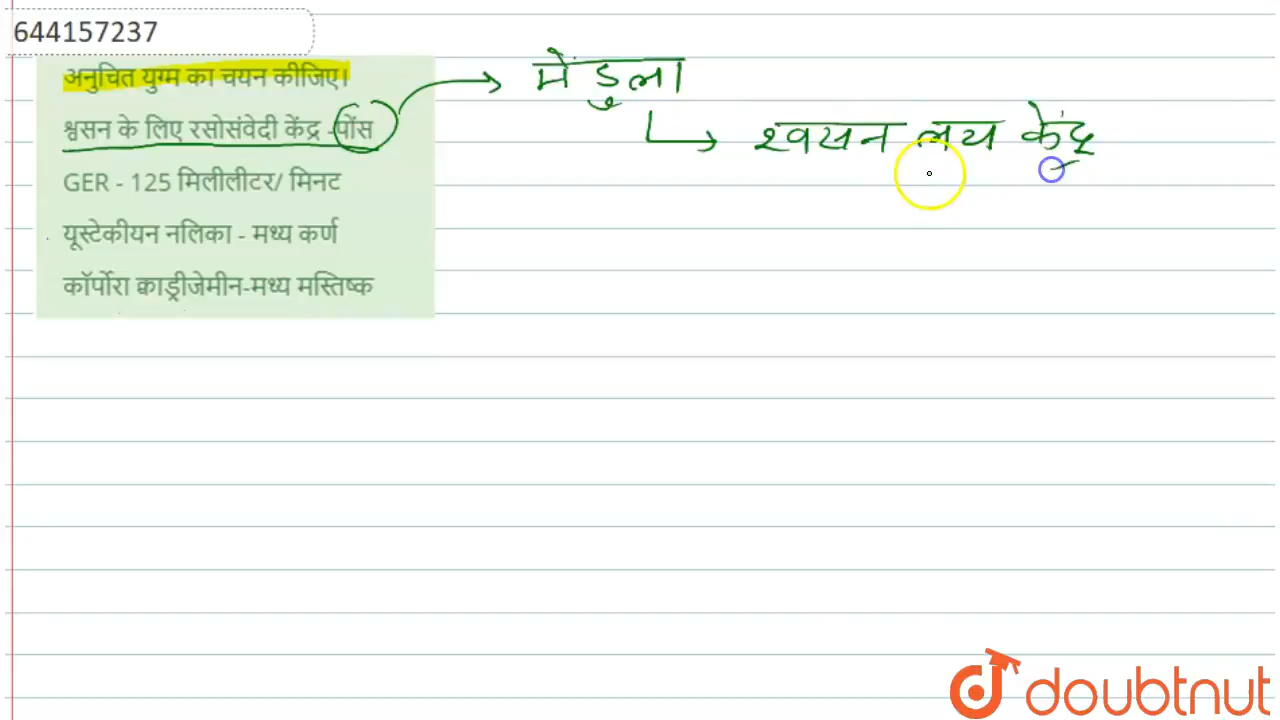 644157237
अनुचित युग्म का चयन कीजिए।
श्वसन के लिए रसोसंवेदी केंद्र -पोंस
GER - 125 मिलीलीटर/ मिनट
यूस्टेकीयन नलिका - मध्य कर्ण
कॉर्पोरा क्वाड्रीजेमीन-मध्य मस्तिष्क
मेंडुला
श्वसन लय केंद्र
doubtnut